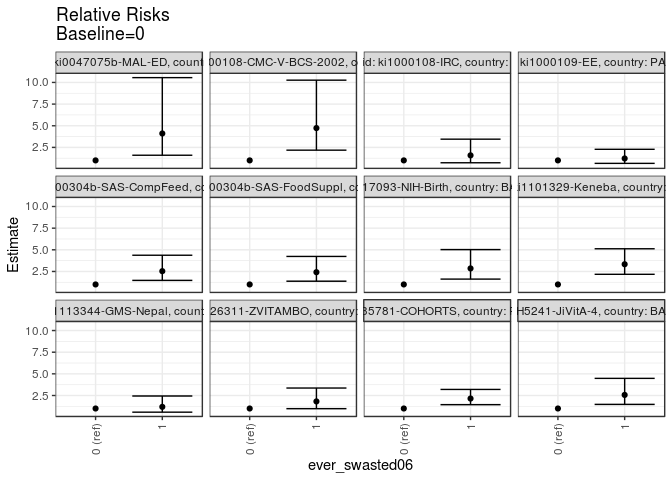 Relative Risks
Baseline=0
ki0047075b-MAL-ED, count
00108-CMC-V-BCS-2002, c
id: ki1000108-IRC, country:
ki1000109-EE, country: PA
00304b-SAS-CompFeed, co
00304b-SAS-FoodSuppl, co
17093-NIH-Birth, country: BA
i1101329-Keneba, country:
1113344-GMS-Nepal, count
26311-ZVITAMBO, country:
35781-COHORTS, country:
H5241-JiVitA-4, country: BA
10.0
7.5
5.0
2.5
10.0
7.5
5.0
2.5
10.0
7.5
5.0
2.5
Estimate
0 (ref)
1
0 (ref)
1
0 (ref)
1
0 (ref)
1
ever_swasted06